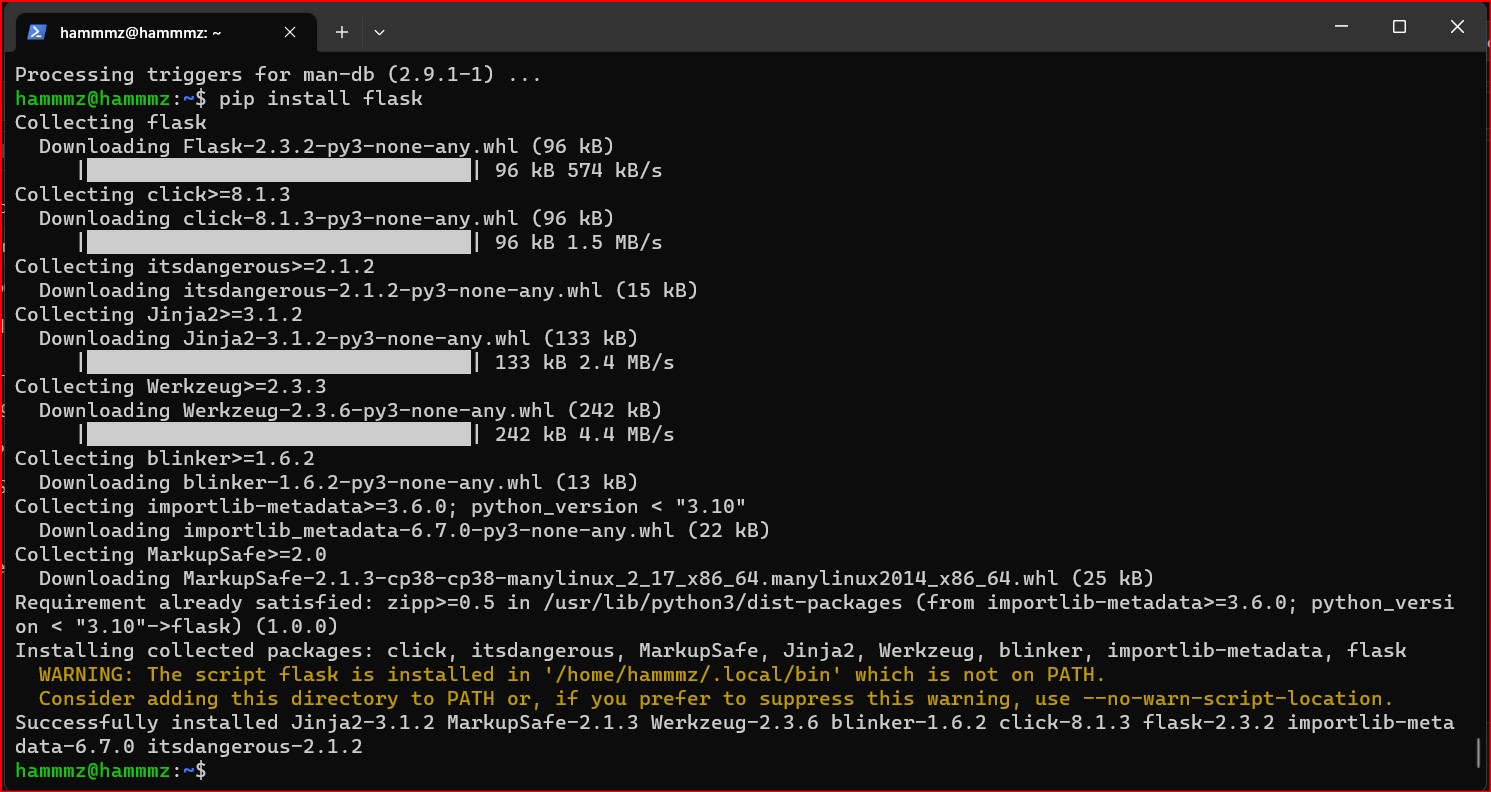 hammmz@hammmz: ~
Processing triggers for man-db (2.9.1-1) ...
hammmz@hammmz:~$ pip install flask
Collecting flask
  Downloading Flask-2.3.2-py3-none-any.whl (96 kB)
     |████████████████████████████████| 96 kB 574 kB/s
Collecting click>=8.1.3
  Downloading click-8.1.3-py3-none-any.whl (96 kB)
     |████████████████████████████████| 96 kB 1.5 MB/s
Collecting itsdangerous>=2.1.2
  Downloading itsdangerous-2.1.2-py3-none-any.whl (15 kB)
Collecting Jinja2>=3.1.2
  Downloading Jinja2-3.1.2-py3-none-any.whl (133 kB)
     |████████████████████████████████| 133 kB 2.4 MB/s
Collecting Werkzeug>=2.3.3
  Downloading Werkzeug-2.3.6-py3-none-any.whl (242 kB)
     |████████████████████████████████| 242 kB 4.4 MB/s
Collecting blinker>=1.6.2
  Downloading blinker-1.6.2-py3-none-any.whl (13 kB)
Collecting importlib-metadata>=3.6.0; python_version < "3.10"
  Downloading importlib_metadata-6.7.0-py3-none-any.whl (22 kB)
Collecting MarkupSafe>=2.0
  Downloading MarkupSafe-2.1.3-cp38-cp38-manylinux_2_17_x86_64.manylinux2014_x86_64.whl (25 kB)
Requirement already satisfied: zipp>=0.5 in /usr/lib/python3/dist-packages (from importlib-metadata>=3.6.0; python_versi
on < "3.10"->flask) (1.0.0)
Installing collected packages: click, itsdangerous, MarkupSafe, Jinja2, Werkzeug, blinker, importlib-metadata, flask
  WARNING: The script flask is installed in '/home/hammmz/.local/bin' which is not on PATH.
  Consider adding this directory to PATH or, if you prefer to suppress this warning, use --no-warn-script-location.
Successfully installed Jinja2-3.1.2 MarkupSafe-2.1.3 Werkzeug-2.3.6 blinker-1.6.2 click-8.1.3 flask-2.3.2 importlib-meta
data-6.7.0 itsdangerous-2.1.2
hammmz@hammmz:~$